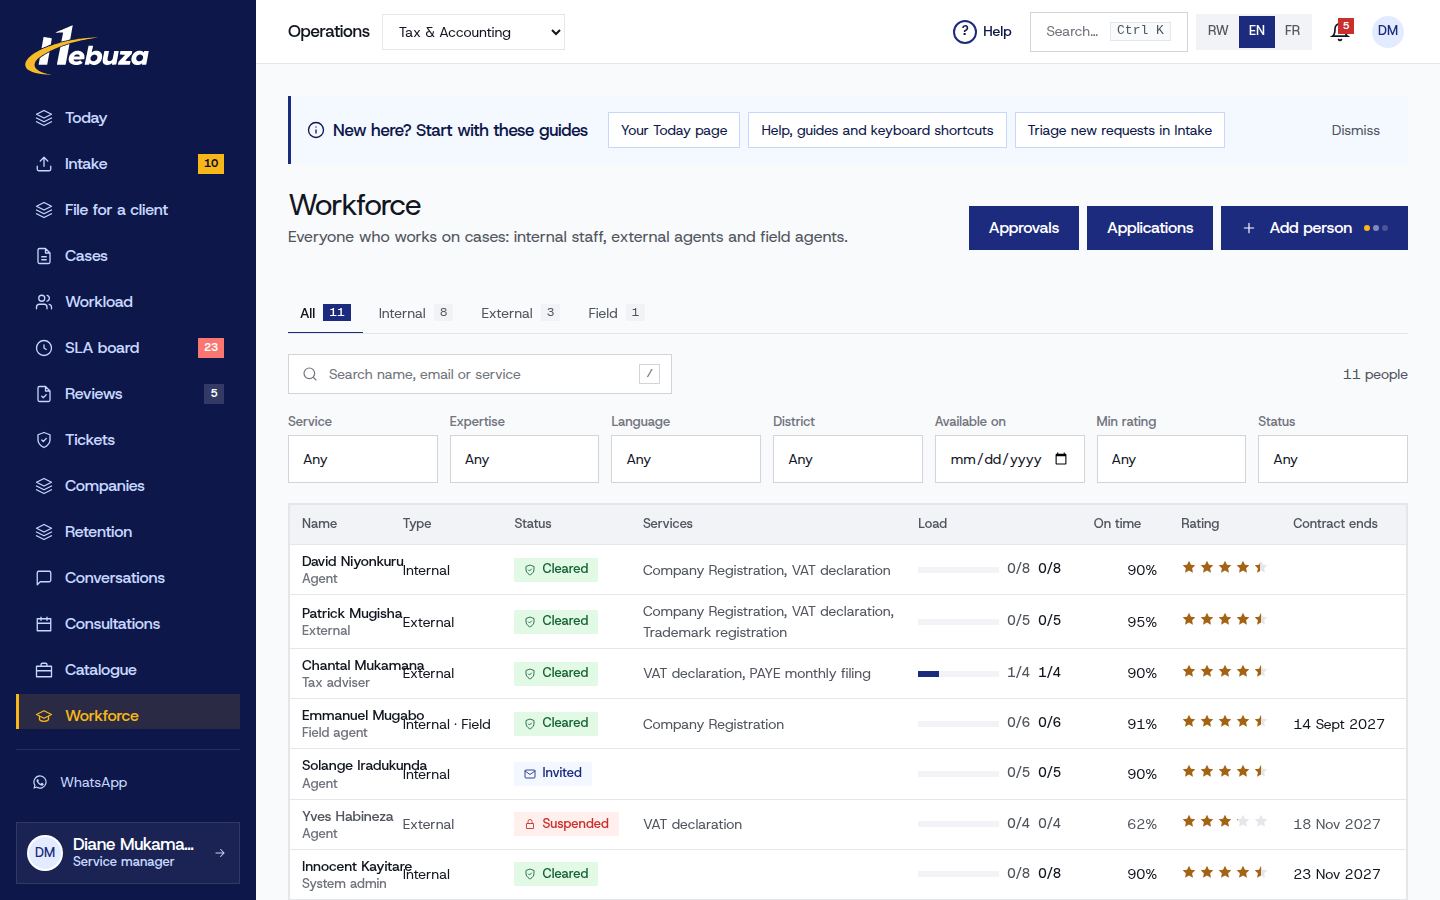 Hebuza
Today
Intake 10
File for a client
Cases
Workload
SLA board 23
Reviews 5
Tickets
Companies
Retention
Conversations
Consultations
Catalogue
Workforce
WhatsApp
DM Diane Mukama...
Service manager
Operations Tax & Accounting ? Help Search... Ctrl K RW EN FR 5 DM
New here? Start with these guides Your Today page Help, guides and keyboard shortcuts Triage new requests in Intake Dismiss
Workforce
Everyone who works on cases: internal staff, external agents and field agents.
Approvals Applications + Add person
All 11 Internal 8 External 3 Field 1
Search name, email or service / 11 people
Service Expertise Language District Available on Min rating Status
Any Any Any Any mm/dd/yyyy Any Any
Name Type Status Services Load On time Rating Contract ends
David Niyonkuru Internal Cleared Company Registration, VAT declaration 0/8 0/8 90%
Agent
Patrick Mugisha External Cleared Company Registration, VAT declaration, 0/5 0/5 95%
External Trademark registration
Chantal Mukamana External Cleared VAT declaration, PAYE monthly filing 1/4 1/4 90%
Tax adviser
Emmanuel Mugabo Internal · Field Cleared Company Registration 0/6 0/6 91% 14 Sept 2027
Field agent
Solange Iradukunda Internal Invited 0/5 0/5 90%
Agent
Yves Habineza External Suspended VAT declaration 0/4 0/4 62% 18 Nov 2027
Agent
Innocent Kayitare Internal Cleared 0/8 0/8 90% 23 Nov 2027
System admin